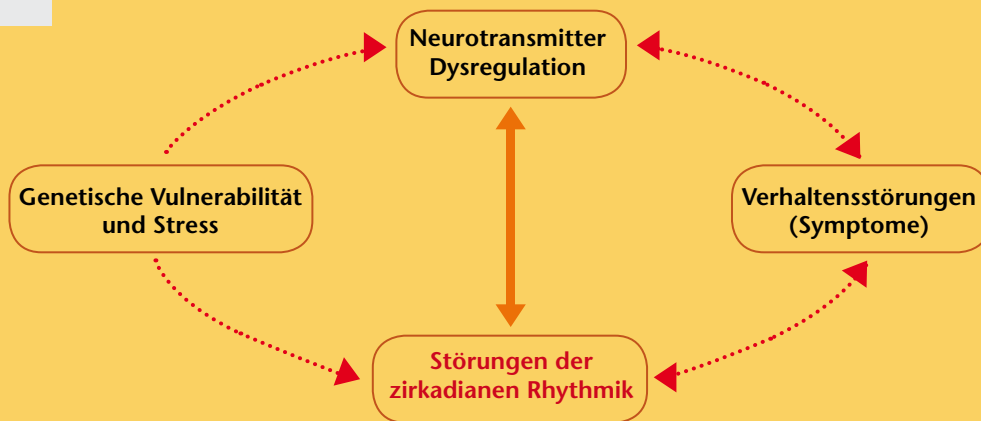 Neurotransmitter
Dysregulation
Genetische Vulnerabilität
und Stress
Verhaltensstörungen
(Symptome)
Störungen der
zirkadianen Rhythmik